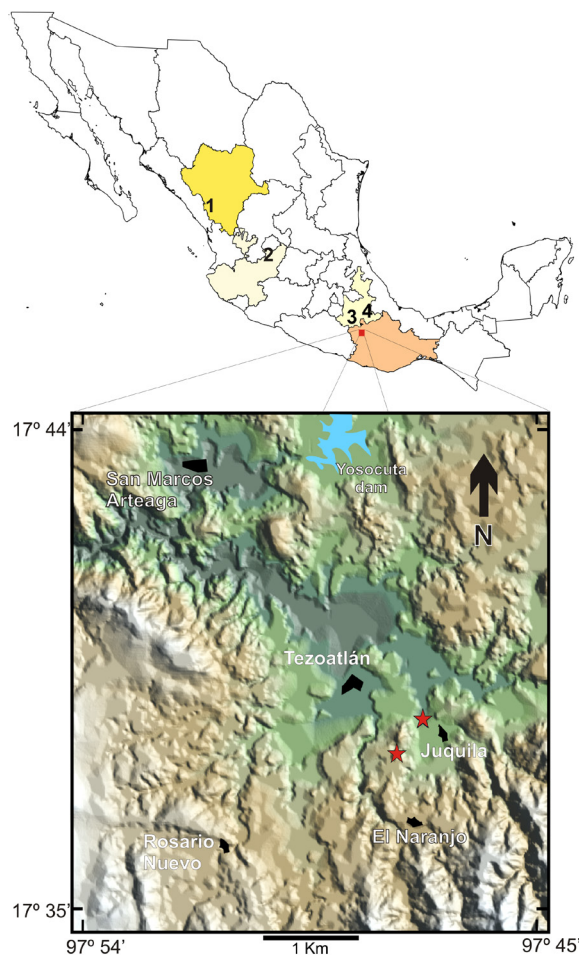 1
2
3
4
17º 44'
San Marcos
Arteaga
Yosocuta
dam
N
Tezoatlán
Juquila
El Naranjo
Rosario
Nuevo
17º 35'
97º 54'
1 Km
97º 45'